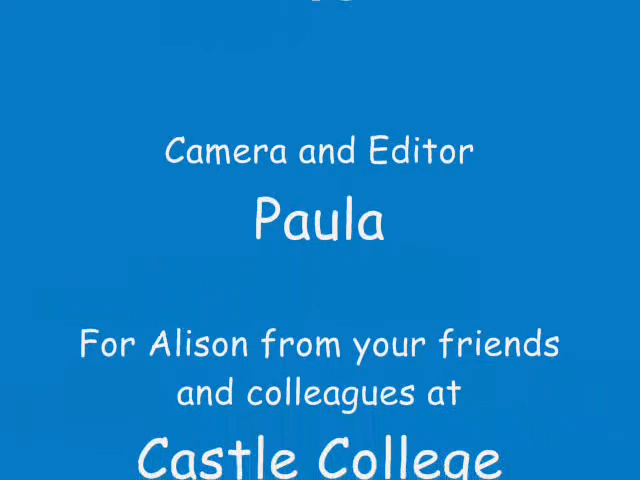 Camera and Editor
Paula
For Alison from your friends
and colleagues at
Castle College